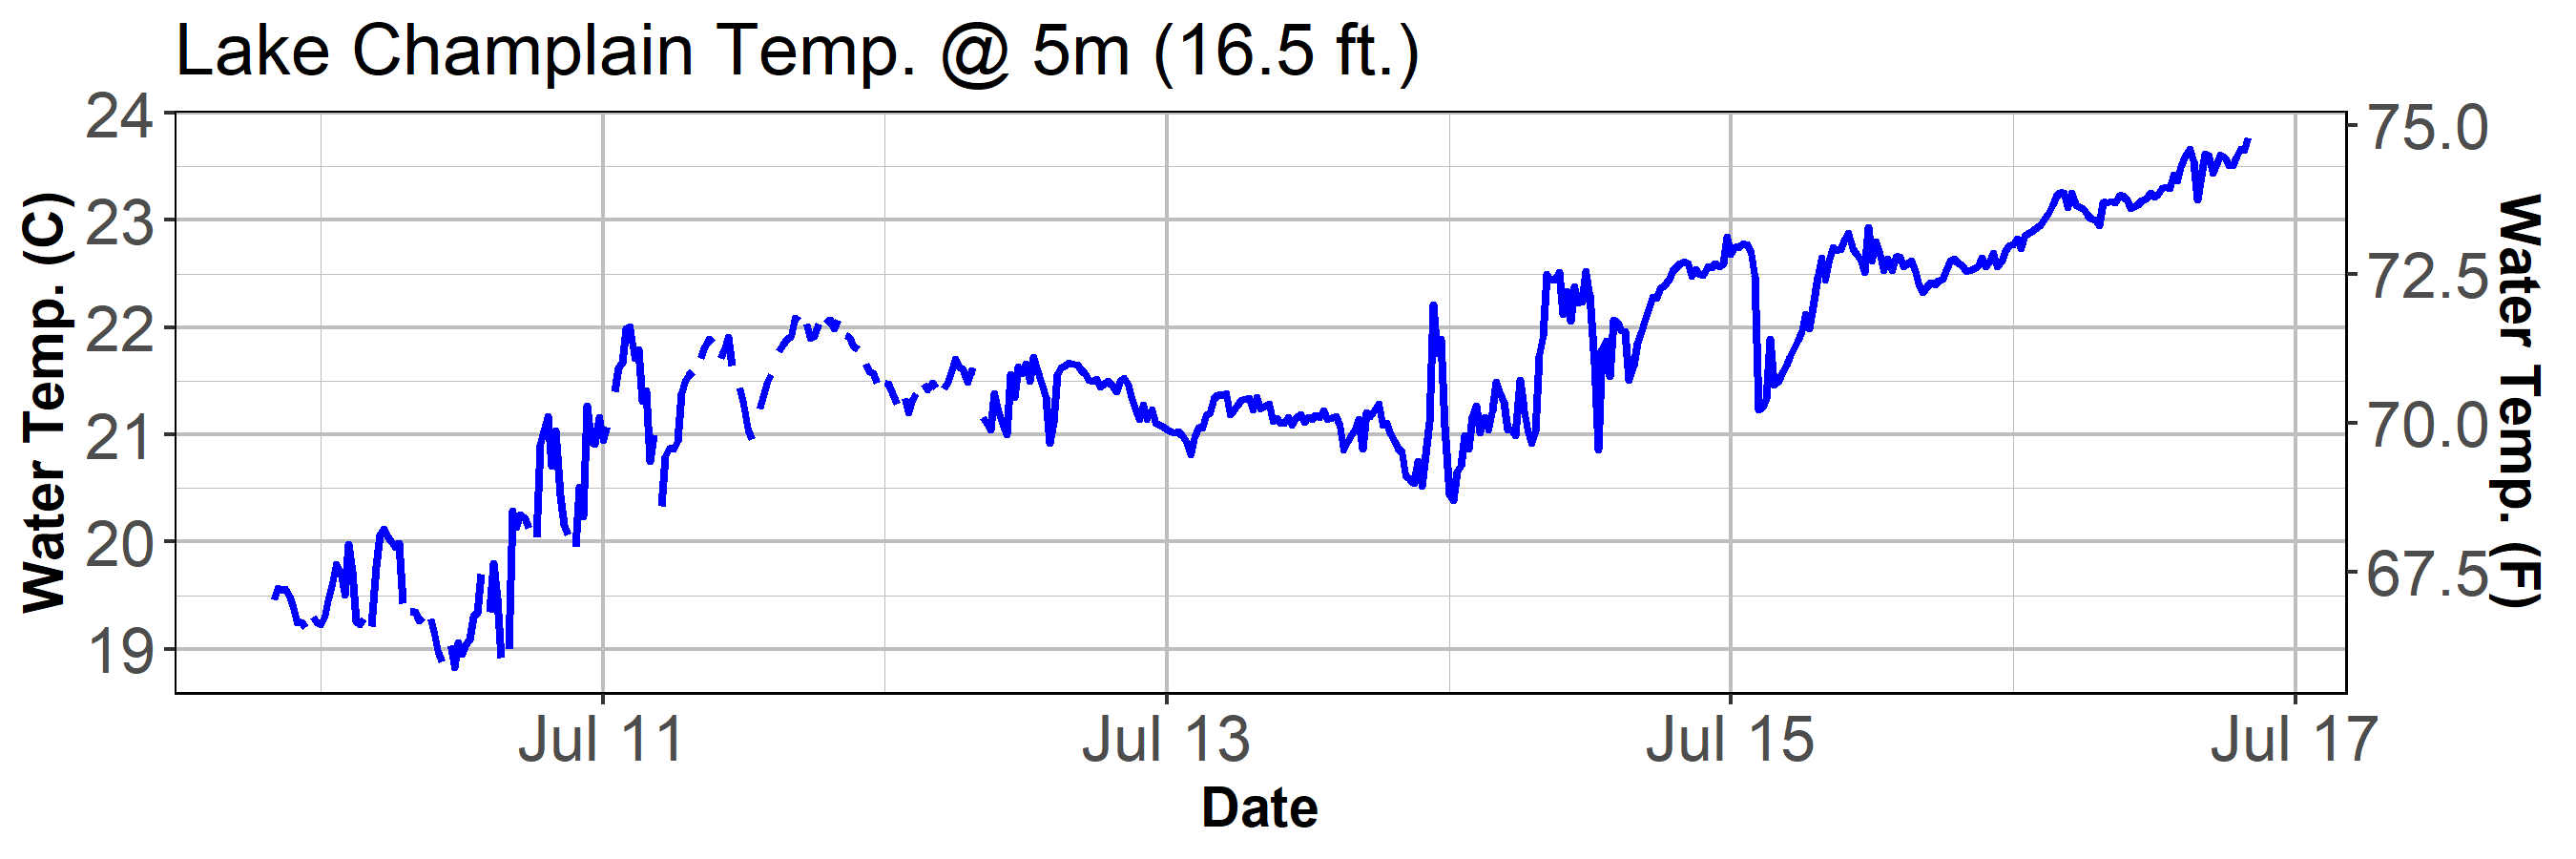 Lake Champlain Temp. @ 5m (16.5 ft.)
Water Temp. (C)
24
23
22
21
20
19
75.0
72.5
70.0
67.5
Water Temp. (F)
Jul 11 Jul 13 Jul 15 Jul 17
Date